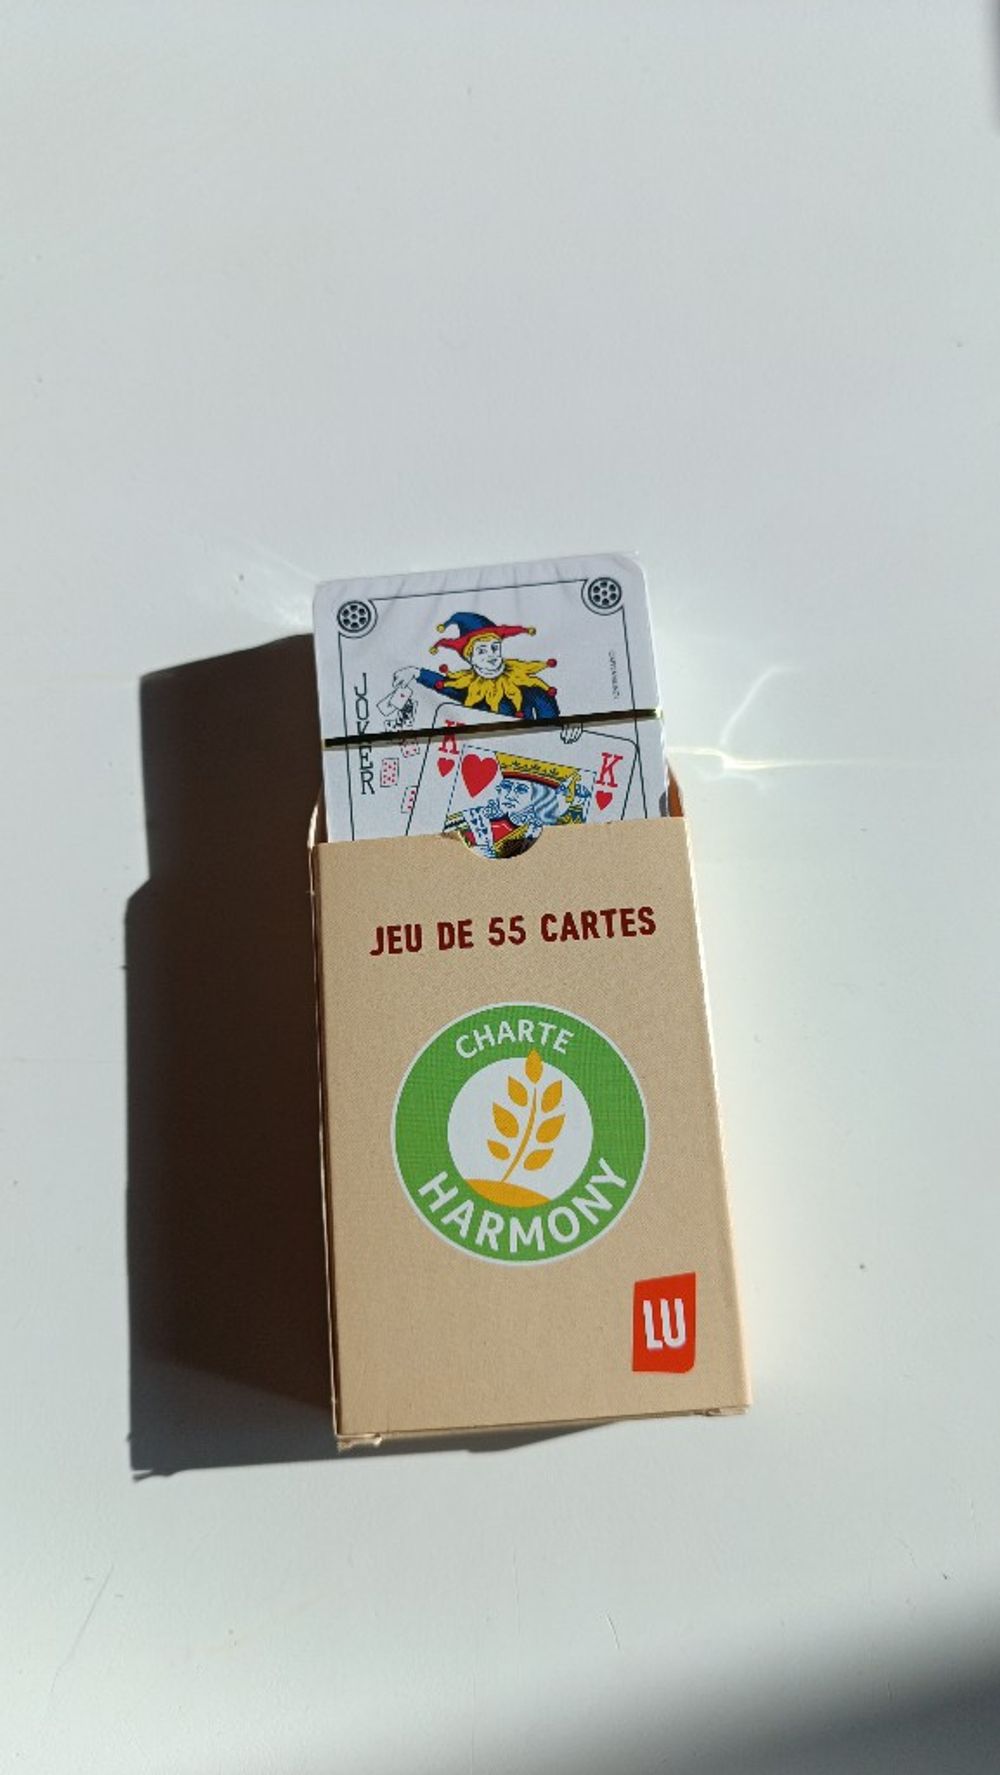 JOKER
K
K
JEU DE 55 CARTES
CHARTE
HARMONY
LU